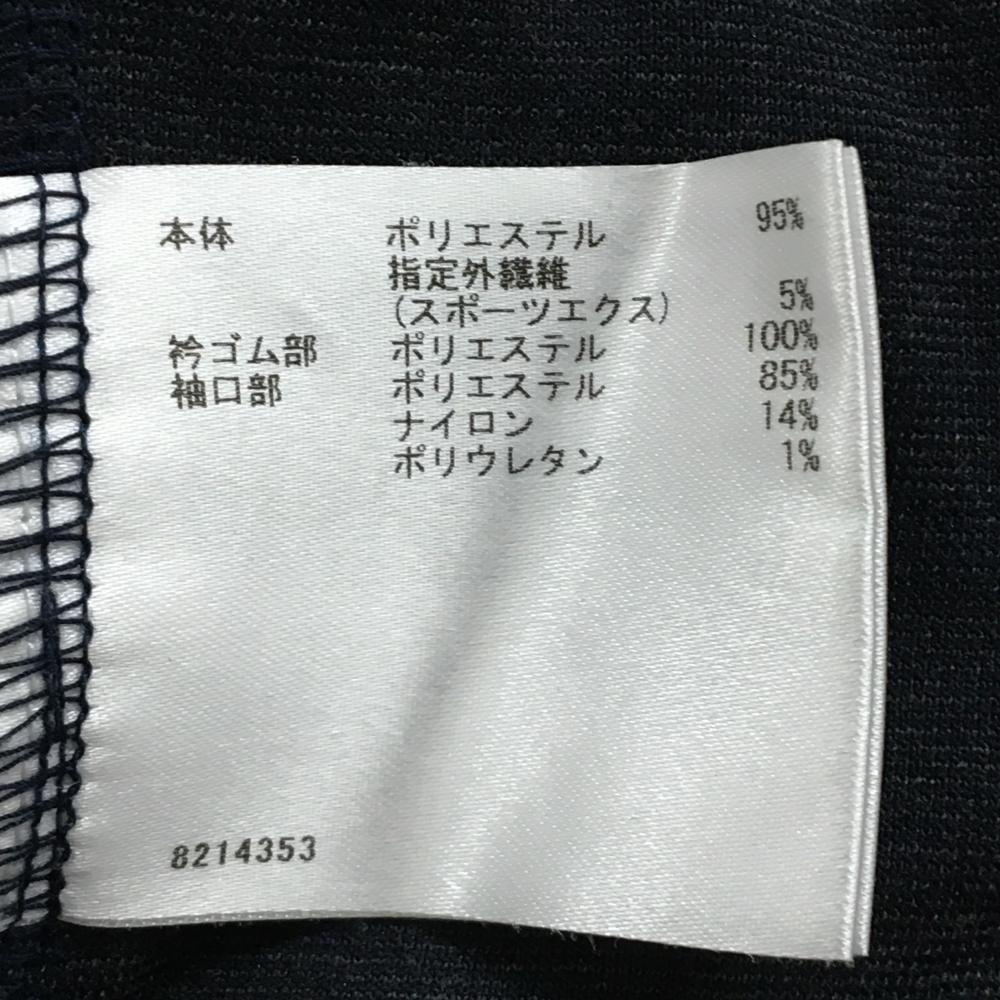 本体 ポリエステル 95%
指定外繊維
(スポーツエクス) 5%
衿ゴム部 ポリエステル 100%
袖口部 ポリエステル 85%
ナイロン 14%
ポリウレタン 1%
8214353